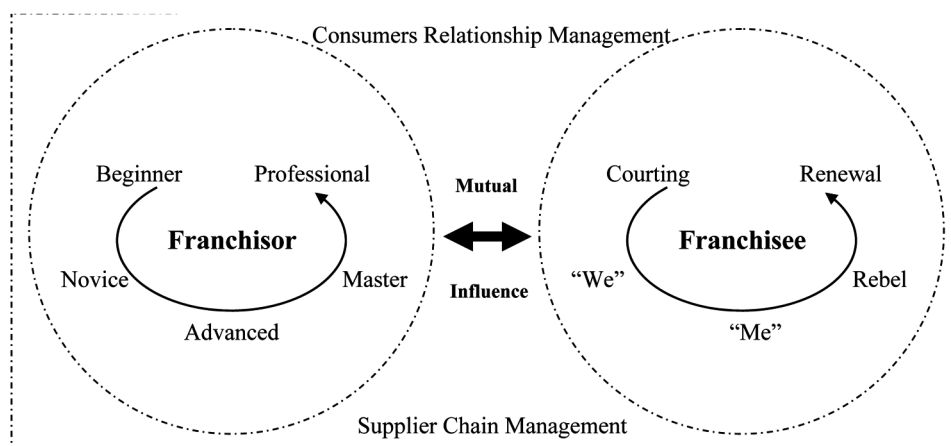 Consumers Relationship Management
Beginner
Professional
Franchisor
Novice
Master
Advanced
Mutual
Influence
Courting
Renewal
Franchisee
“We”
Rebel
“Me”
Supplier Chain Management